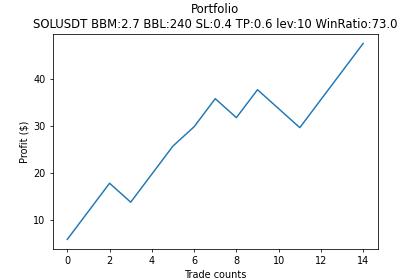 Portfolio
SOLUSDT BBM:2.7 BBL:240 SL:0.4 TP:0.6 lev:10 WinRatio:73.0
Profit ($)
40
30
20
10
0 2 4 6 8 10 12 14
Trade counts